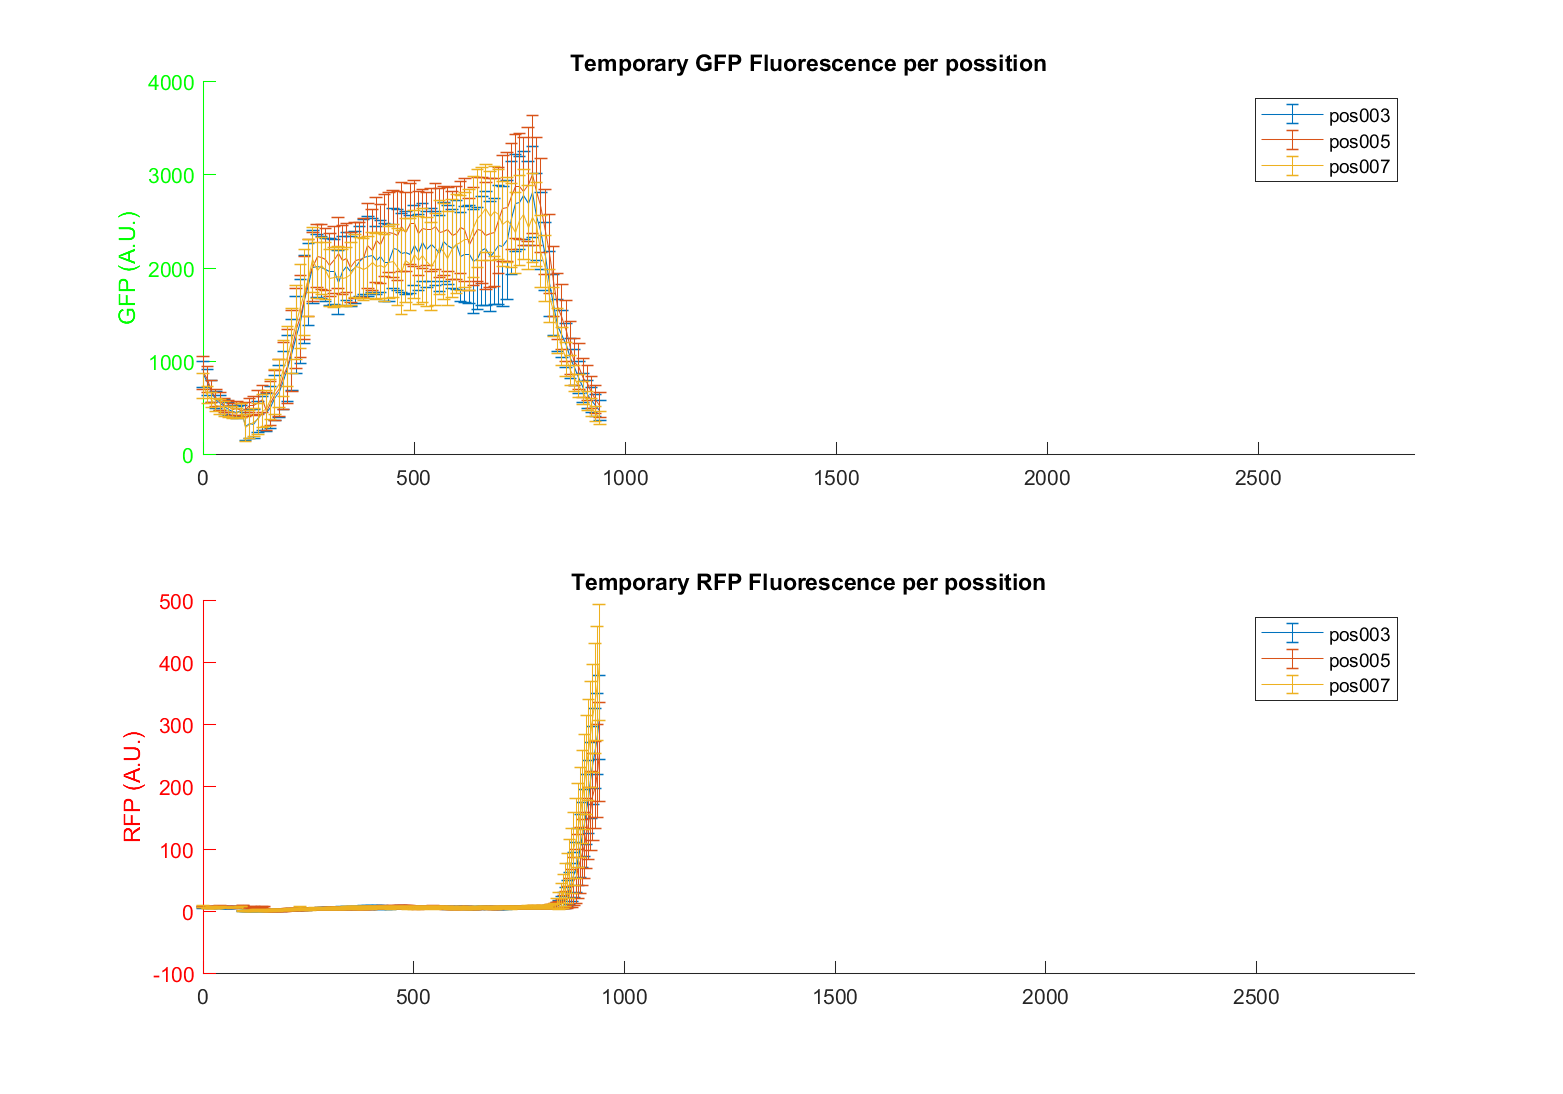 Temporary GFP Fluorescence per possition
4000
3000
2000
1000
0
GFP (A.U.)
0 500 1000 1500 2000 2500
pos003
pos005
pos007
Temporary RFP Fluorescence per possition
500
400
300
200
100
0
-100
RFP (A.U.)
0 500 1000 1500 2000 2500
pos003
pos005
pos007